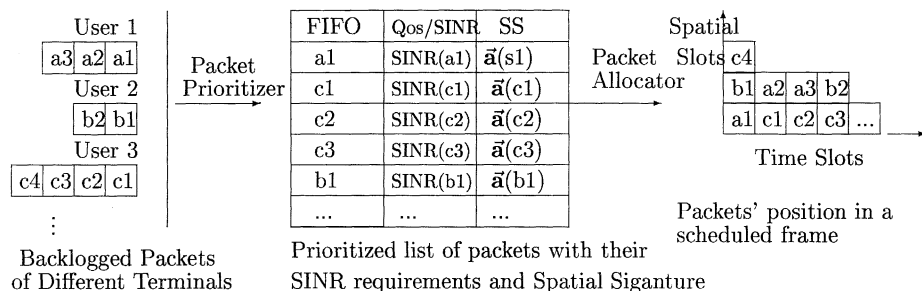 User 1
a3 a2 a1
User 2
b2 b1
User 3
c4 c3 c2 c1
⋮
Backlogged Packets
of Different Terminals
Packet
Prioritizer
FIFO Qos/SINR SS
a1 SINR(a1) a⃗(s1)
c1 SINR(c1) a⃗(c1)
c2 SINR(c2) a⃗(c2)
c3 SINR(c3) a⃗(c3)
b1 SINR(b1) a⃗(b1)
... ... ...
Prioritized list of packets with their
SINR requirements and Spatial Siganture
Packet
Allocator
Spatial
Slots
c4
b1 a2 a3 b2
a1 c1 c2 c3 ...
Time Slots
Packets' position in a
scheduled frame